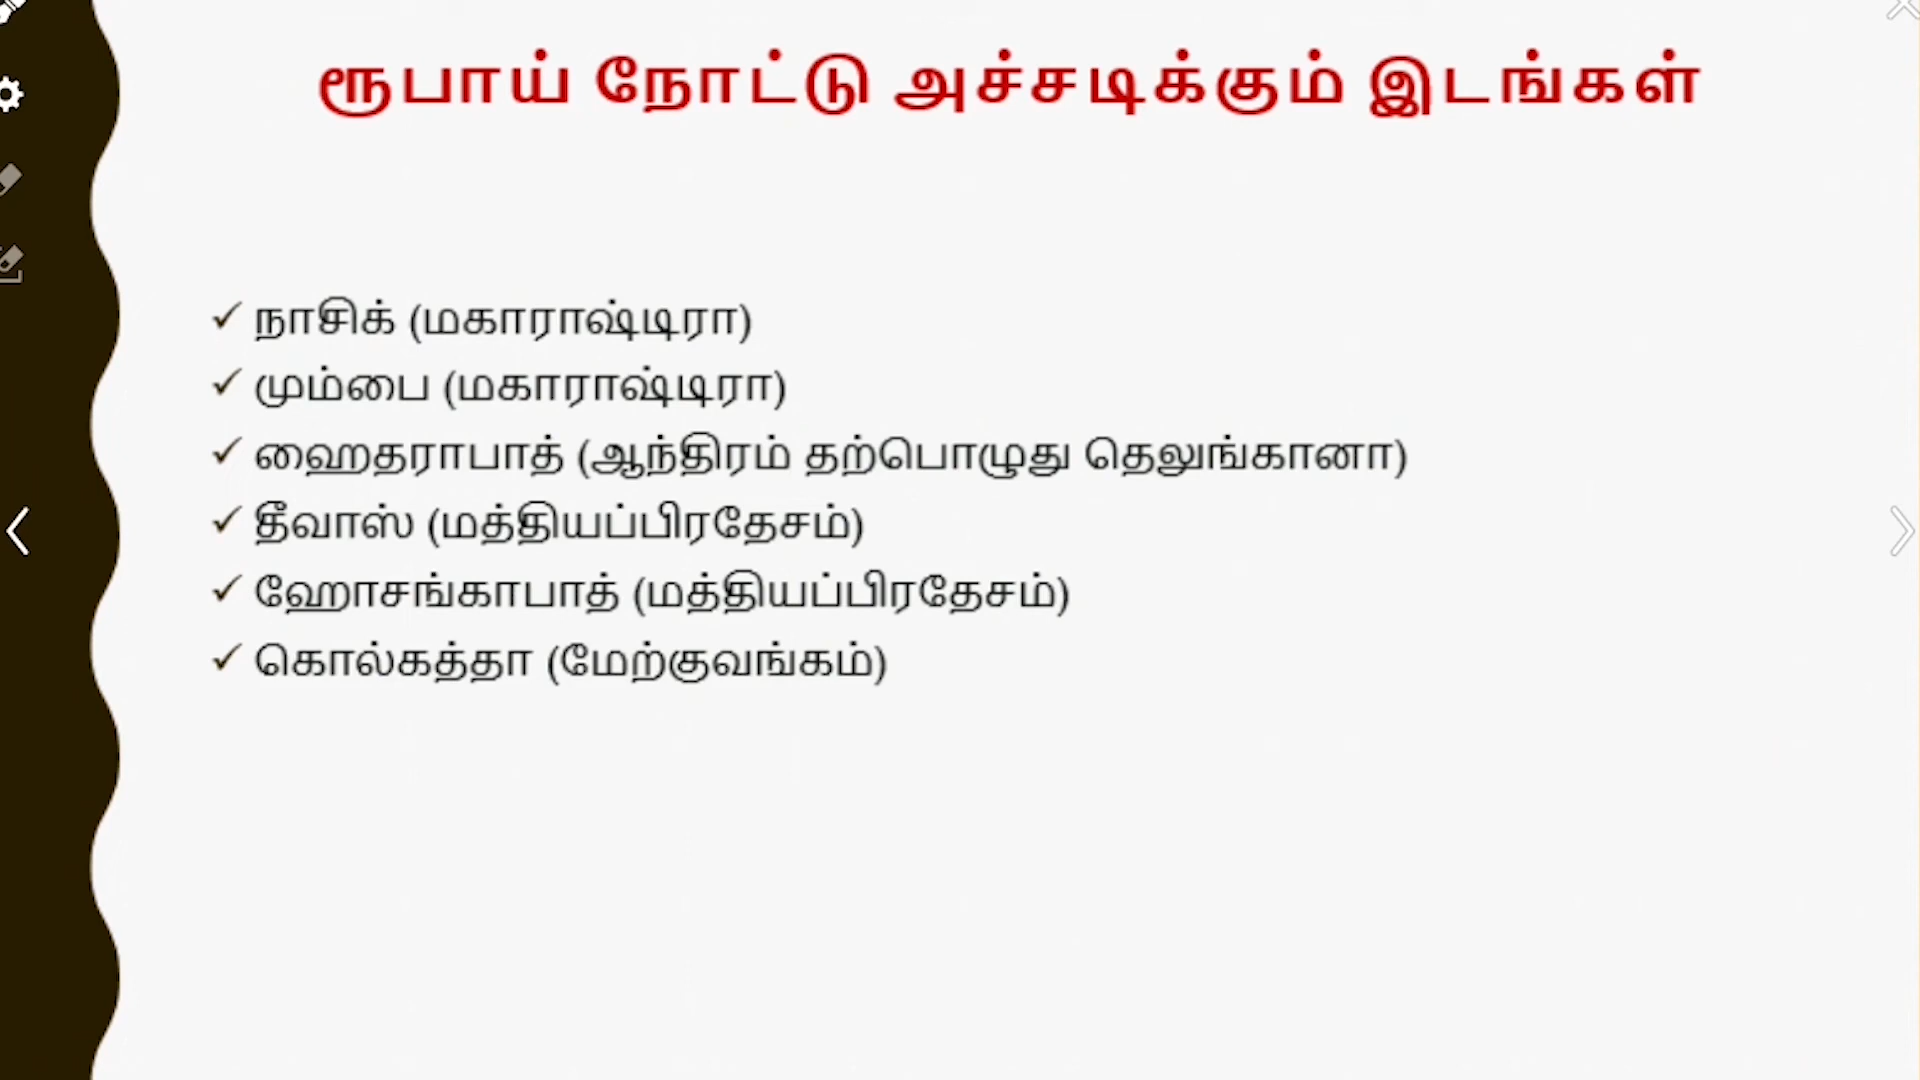 ரூபாய் நோட்டு அச்சடிக்கும் இடங்கள்
✓ நாசிக் (மகாராஷ்டிரா)
✓ மும்பை (மகாராஷ்டிரா)
✓ ஹைதராபாத் (ஆந்திரம் தற்பொழுது தெலுங்கானா)
✓ தீவாஸ் (மத்தியப்பிரதேசம்)
✓ ஹோசங்காபாத் (மத்தியப்பிரதேசம்)
✓ கொல்கத்தா (மேற்குவங்கம்)